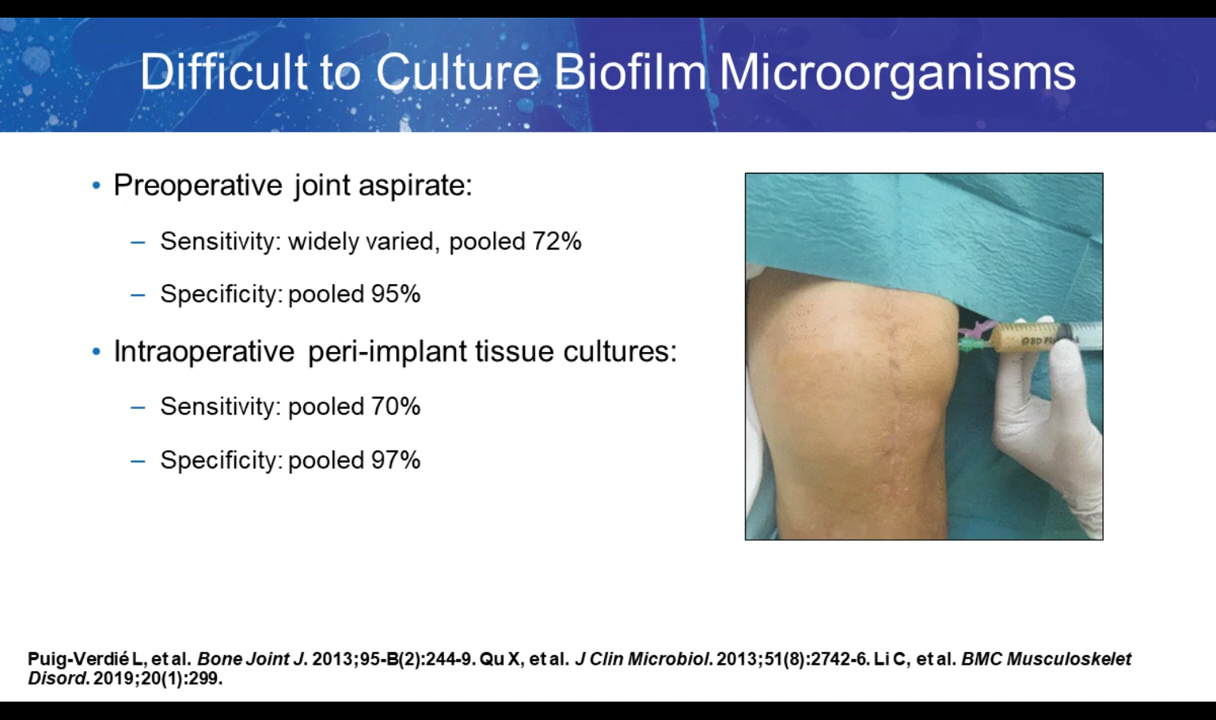 Difficult to Culture Biofilm Microorganisms
• Preoperative joint aspirate:
– Sensitivity: widely varied, pooled 72%
– Specificity: pooled 95%
• Intraoperative peri-implant tissue cultures:
– Sensitivity: pooled 70%
– Specificity: pooled 97%
Puig-Verdié L, et al. Bone Joint J. 2013;95-B(2):244-9. Qu X, et al. J Clin Microbiol. 2013;51(8):2742-6. Li C, et al. BMC Musculoskelet
Disord. 2019;20(1):299.
BD